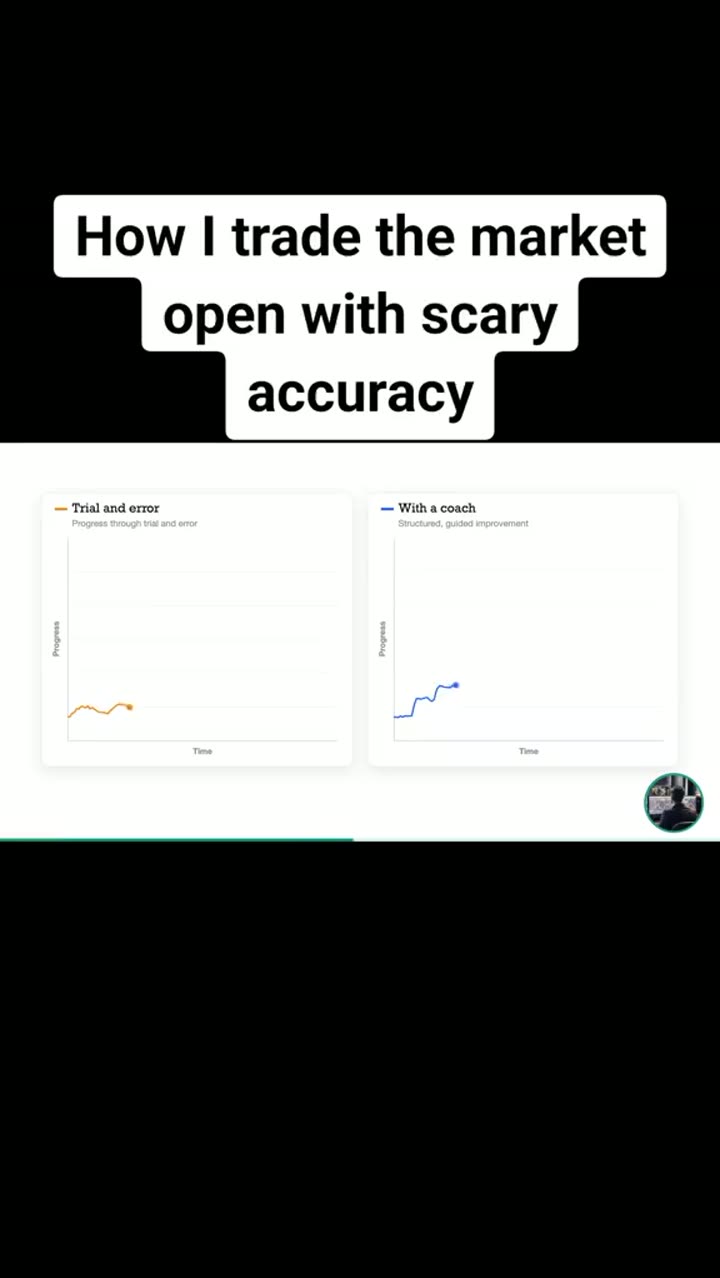 How I trade the market
open with scary
accuracy
Trial and error
Progress through trial and error
Progress
Time
With a coach
Structured, guided improvement
Progress
Time